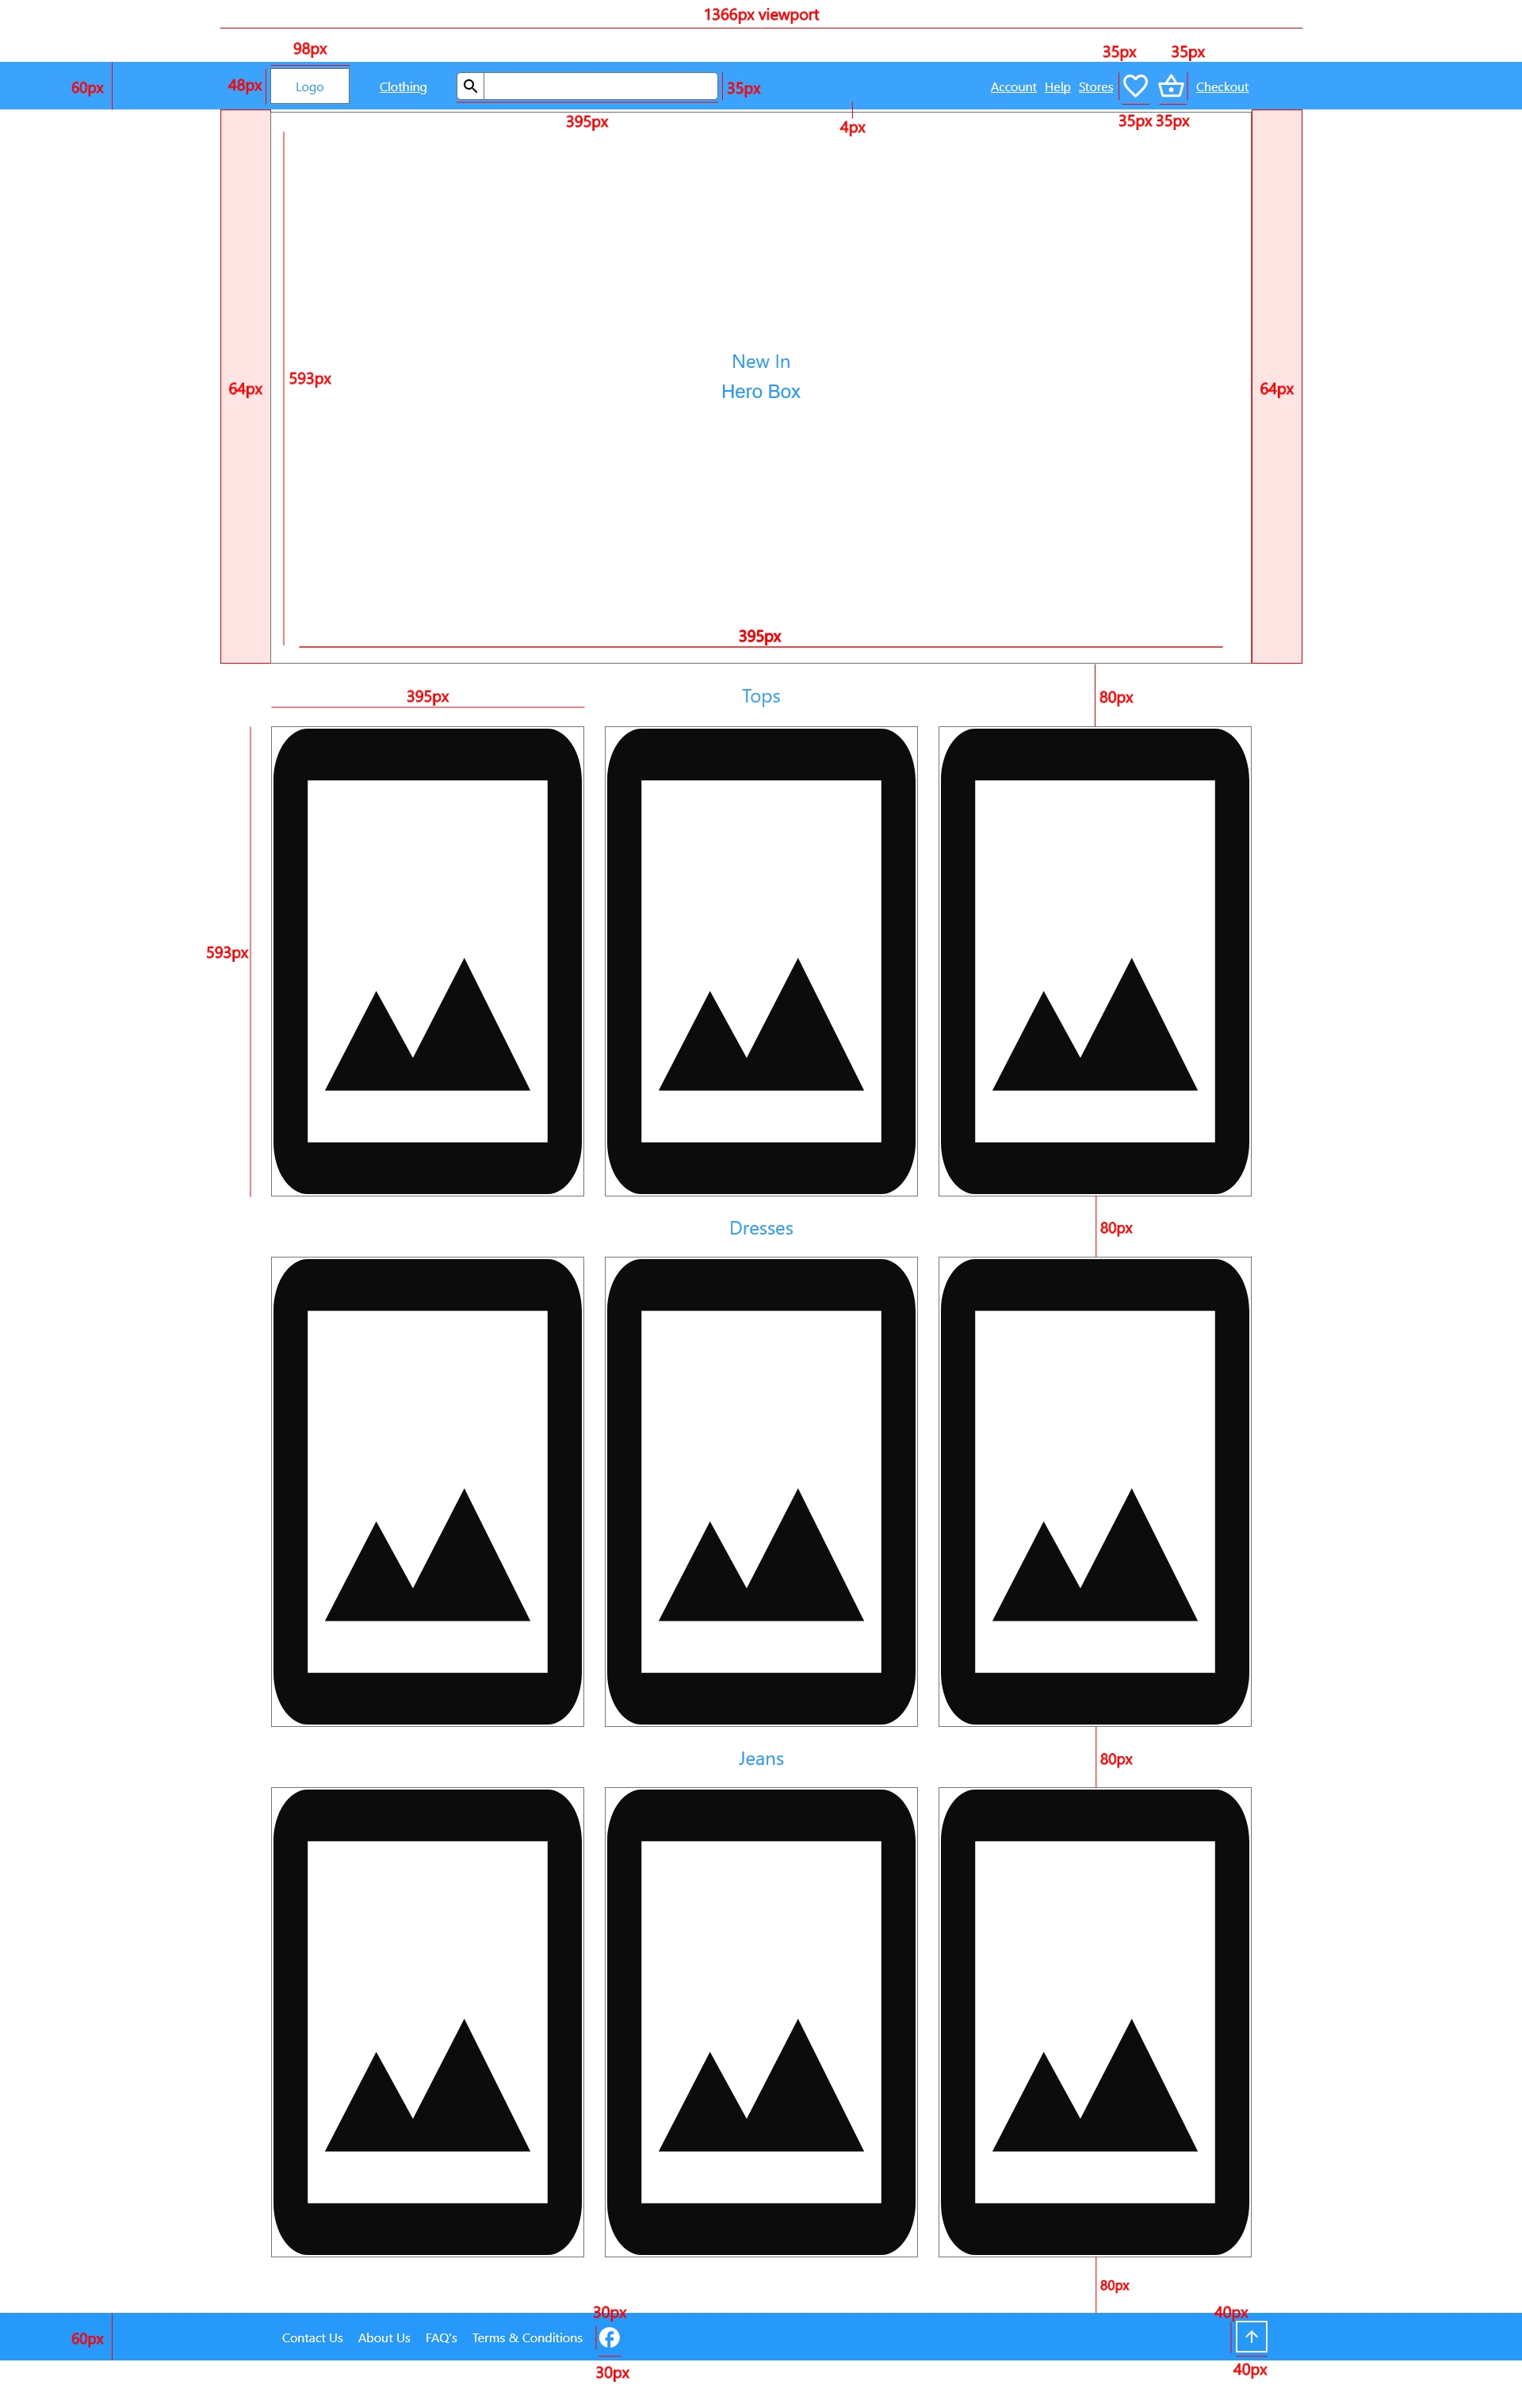 1366px viewport
98px
35px 35px
60px
48px
Logo
Clothing
35px
Account Help Stores
Checkout
395px
4px
35px 35px
64px
593px
New In
Hero Box
64px
395px
395px
Tops
80px
593px
Dresses
80px
Jeans
80px
80px
30px
40px
60px
Contact Us About Us FAQ's Terms & Conditions
30px
40px